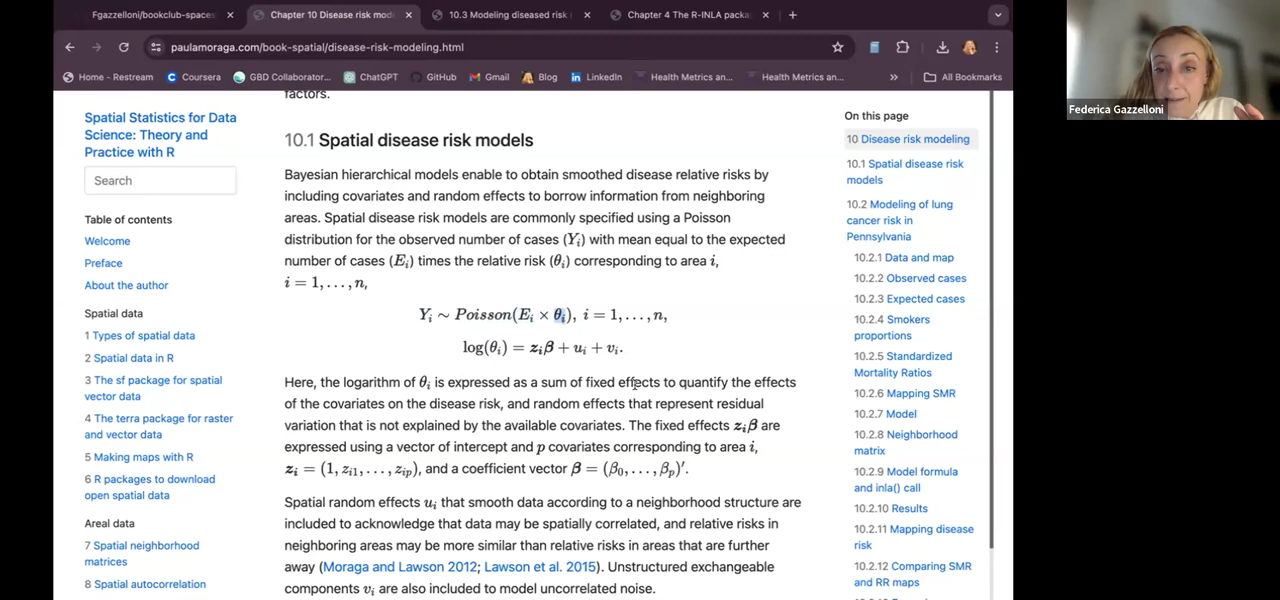 Fgazzelloni/bookclub-spaces
Chapter 10 Disease risk mod
10.3 Modeling diseased risk
Chapter 4 The R-INLA packa
paulamoraga.com/book-spatial/disease-risk-modeling.html
Home - Restream
Coursera
GBD Collaborator...
ChatGPT
GitHub
Gmail
Blog
LinkedIn
Health Metrics an...
Health Metrics an...
»
All Bookmarks
Federica Gazzelloni
Spatial Statistics for Data
Science: Theory and
Practice with R
Search
Table of contents
Welcome
Preface
About the author
Spatial data
1 Types of spatial data
2 Spatial data in R
3 The sf package for spatial
vector data
4 The terra package for raster
and vector data
5 Making maps with R
6 R packages to download
open spatial data
Areal data
7 Spatial neighborhood
matrices
8 Spatial autocorrelation
factors.
10.1 Spatial disease risk models
Bayesian hierarchical models enable to obtain smoothed disease relative risks by
including covariates and random effects to borrow information from neighboring
areas. Spatial disease risk models are commonly specified using a Poisson
distribution for the observed number of cases (Yᵢ) with mean equal to the expected
number of cases (Eᵢ) times the relative risk (θᵢ) corresponding to area i,
i = 1, . . . , n,
Yᵢ ∼ Poisson(Eᵢ × θᵢ), i = 1, . . . , n,
log(θᵢ) = zᵢβ + uᵢ + vᵢ.
Here, the logarithm of θᵢ is expressed as a sum of fixed effects to quantify the effects
of the covariates on the disease risk, and random effects that represent residual
variation that is not explained by the available covariates. The fixed effects zᵢβ are
expressed using a vector of intercept and p covariates corresponding to area i,
zᵢ = (1, zᵢ₁, . . . , zᵢₚ), and a coefficient vector β = (β₀, . . . , βₚ)′.
Spatial random effects uᵢ that smooth data according to a neighborhood structure are
included to acknowledge that data may be spatially correlated, and relative risks in
neighboring areas may be more similar than relative risks in areas that are further
away (Moraga and Lawson 2012; Lawson et al. 2015). Unstructured exchangeable
components vᵢ are also included to model uncorrelated noise.
On this page
10 Disease risk modeling
10.1 Spatial disease risk
models
10.2 Modeling of lung
cancer risk in
Pennsylvania
10.2.1 Data and map
10.2.2 Observed cases
10.2.3 Expected cases
10.2.4 Smokers
proportions
10.2.5 Standardized
Mortality Ratios
10.2.6 Mapping SMR
10.2.7 Model
10.2.8 Neighborhood
matrix
10.2.9 Model formula
and inla() call
10.2.10 Results
10.2.11 Mapping disease
risk
10.2.12 Comparing SMR
and RR maps